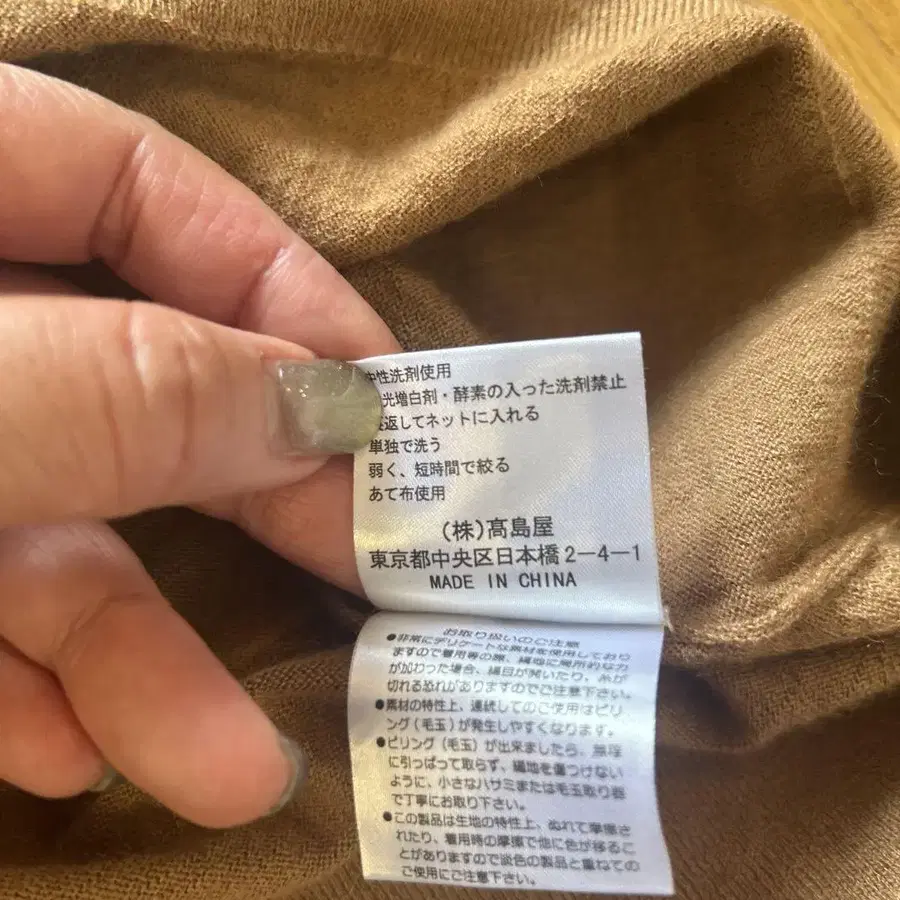 性洗剤使用
光増白剤・酵素の入った洗剤禁止
返してネットに入れる
単独で洗う
弱く、短時間で絞る
あて布使用
(株)髙島屋
東京都中央区日本橋2-4-1
MADE IN CHINA
お取り扱いのご注意
●非常にデリケートな素材を使用しており
ますので着用等の際、編地に局所的な力
が加わった場合、編目が開いたり、糸が
切れる恐れがありますのでご注意下さい。
●素材の特性上、連続してのご使用はピリ
ング(毛玉)が発生しやすくなります。
●ピリング(毛玉)が出来ましたら、無理
に引っぱって取らず、編地を傷つけない
ように、小さなハサミまたは毛玉取り器
で丁寧にお取り下さい。
●この製品は生地の特性上、ぬれて摩擦さ
れたり、着用時の摩擦で他に色が移るこ
とがありますので淡色の製品と重ねての
ご使用にご注意下さい。